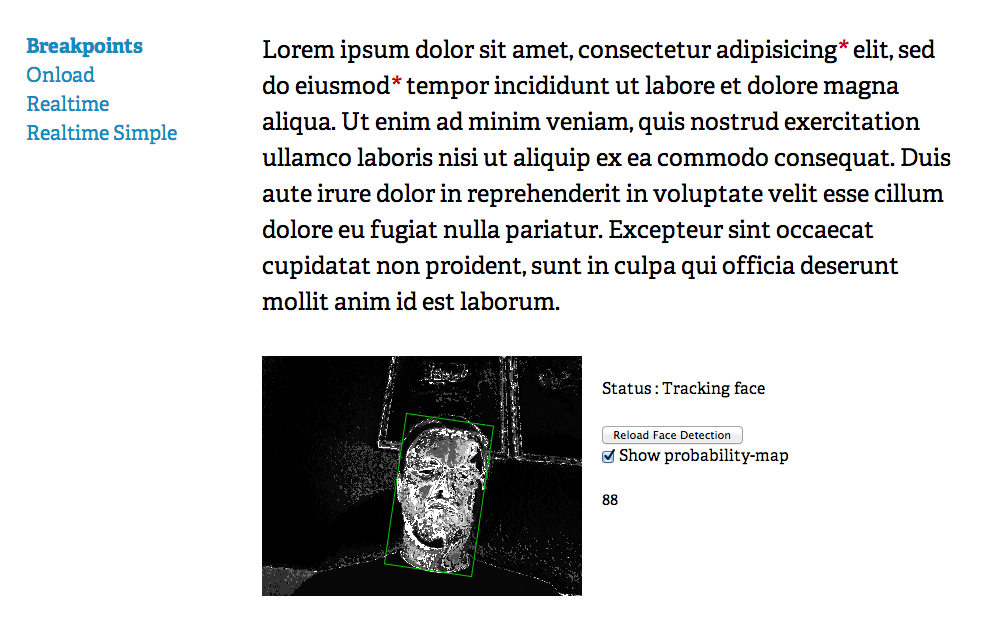 Breakpoints
Onload
Realtime
Realtime Simple
Lorem ipsum dolor sit amet, consectetur adipisicing* elit, sed
do eiusmod* tempor incididunt ut labore et dolore magna
aliqua. Ut enim ad minim veniam, quis nostrud exercitation
ullamco laboris nisi ut aliquip ex ea commodo consequat. Duis
aute irure dolor in reprehenderit in voluptate velit esse cillum
dolore eu fugiat nulla pariatur. Excepteur sint occaecat
cupidatat non proident, sunt in culpa qui officia deserunt
mollit anim id est laborum.
Status : Tracking face
Reload Face Detection
Show probability-map
88